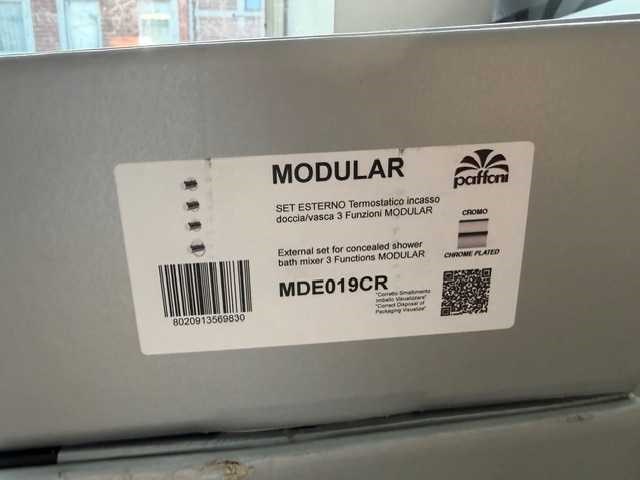 MODULAR
paffoni
SET ESTERNO Termostatico incasso
doccia/vasca 3 Funzioni MODULAR
CROMO
External set for concealed shower
bath mixer 3 Functions MODULAR
CHROME PLATED
MDE019CR
"Corretto Smaltimento
Imballo Visualizzare"
"Correct Disposal of
Packaging Visualize"
8020913569830